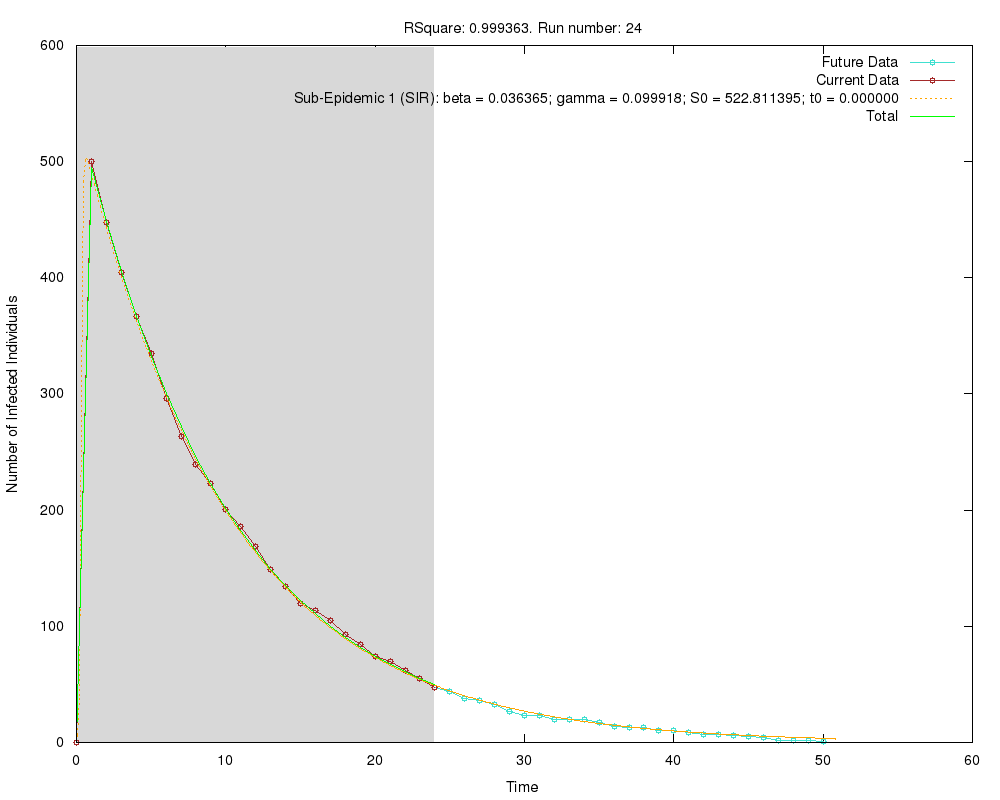 RSquare: 0.999363. Run number: 24
600
500
400
300
200
100
0
Number of Infected Individuals
Future Data
Current Data
Sub-Epidemic 1 (SIR): beta = 0.036365; gamma = 0.099918; S0 = 522.811395; t0 = 0.000000
Total
0 10 20 30 40 50 60
Time